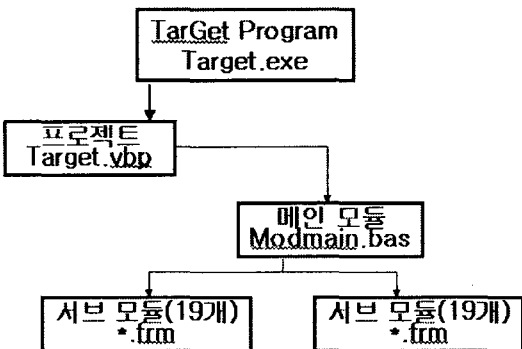 TarGet Program
Target.exe
프로젝트
Target.vbp
메인 모듈
Modmain.bas
서브 모듈(19개)
*.frm
서브 모듈(19개)
*.frm